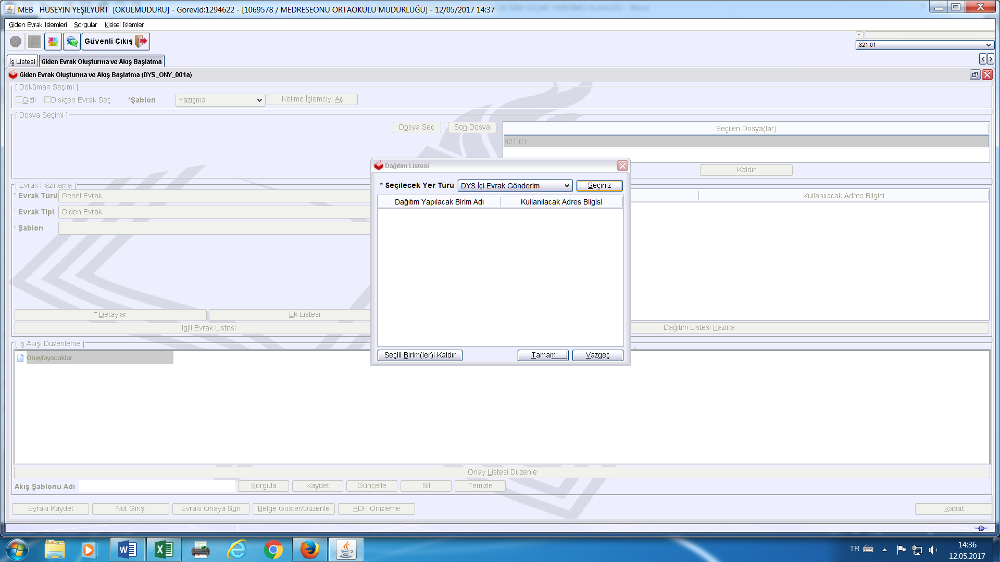 MEB HÜSEYİN YEŞİLYURT [OKULMUDURU] - GorevId:1294622 - [1069578 / MEDRESEÖNÜ ORTAOKULU MÜDÜRLÜĞÜ] - 12/05/2017 14:37
Giden Evrak Islemleri Sorgular Kisisel Islemler
Güvenli Çıkış
821.01
İş Listesi Giden Evrak Oluşturma ve Akış Başlatma
Giden Evrak Oluşturma ve Akış Başlatma (DYS_ONY_001a)
[ Doküman Seçimi ]
Gizli Diskten Evrak Seç *Şablon Yazışma Kelime İşlemciyi Aç
[ Dosya Seçimi ]
Dosya Seç Son Dosya Seçilen Dosya(lar)
821.01
Kaldır
Dağıtım Listesi
* Seçilecek Yer Türü DYS İçi Evrak Gönderim Seçiniz
Dağıtım Yapılacak Birim Adı Kullanılacak Adres Bilgisi
Seçili Birim(ler)i Kaldır Tamam Vazgeç
[ Evrak Hazırlama ]
* Evrak Türü Genel Evrak Kullanılacak Adres Bilgisi
* Evrak Tipi Giden Evrak
* Şablon
* Detaylar Ek Listesi
İlgili Evrak Listesi Dağıtım Listesi Hazırla
[ İş Akışı Düzenleme ]
Onaylayacaklar
Onay Listesi Düzenle
Akış Şablonu Adı Sorgula Kaydet Güncelle Sil Temizle
Evrakı Kaydet Not Girişi Evrakı Onaya Sun Belge Göster/Düzenle PDF Önizleme Kapat
TR 14:36
12.05.2017